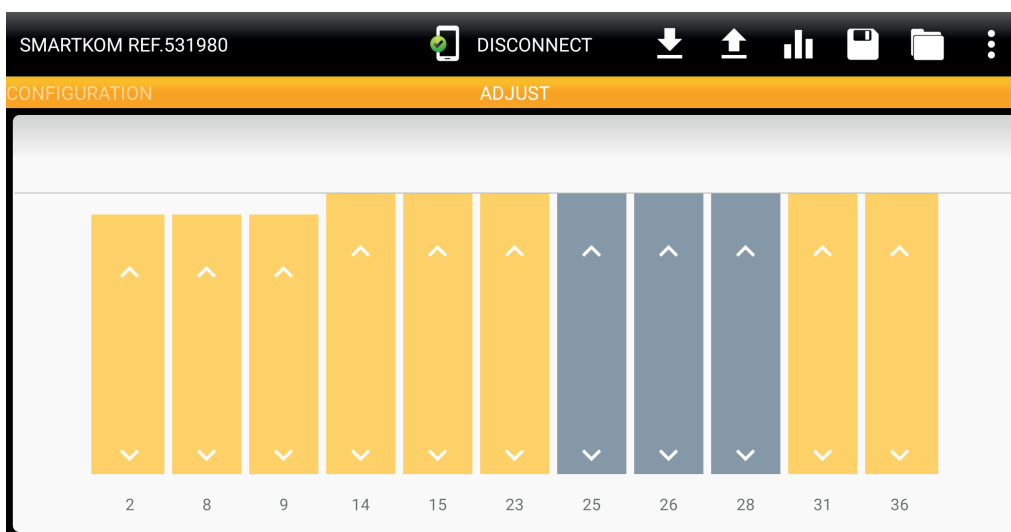 SMARTKOM REF.531980 DISCONNECT
CONFIGURATION ADJUST
2 8 9 14 15 23 25 26 28 31 36